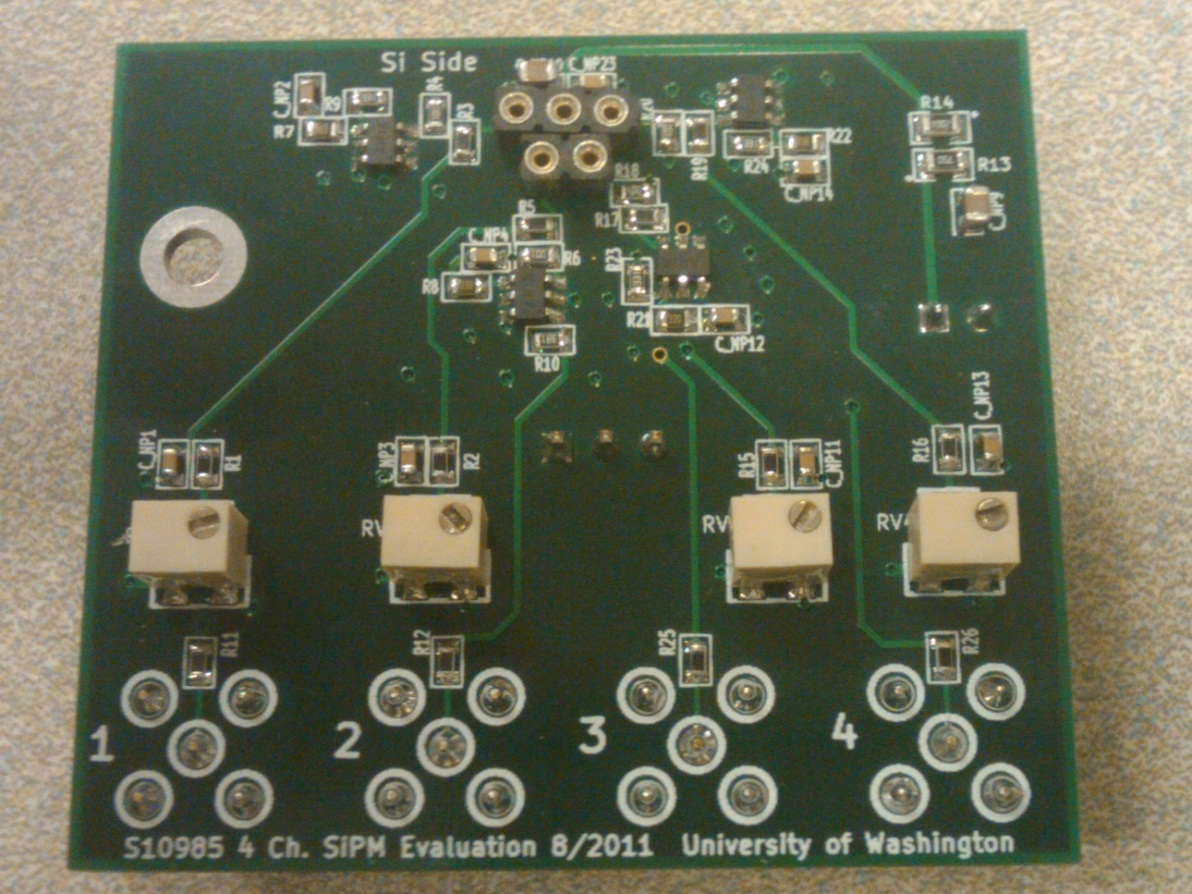 Si Side
C_NP23
C_NP2
R9
R4
R3
R7
R20
R19
R24
R22
C_NP14
R14
R13
C_NP9
R18
R17
R5
C_NP4
R6
R8
R23
R21
C_NP12
R10
C_NP1
R1
C_NP3
R2
R15
C_NP11
R16
C_NP13
RV
RV
R11
R12
R25
R26
1
2
3
4
S10985 4 Ch. SiPM Evaluation 8/2011 University of Washington